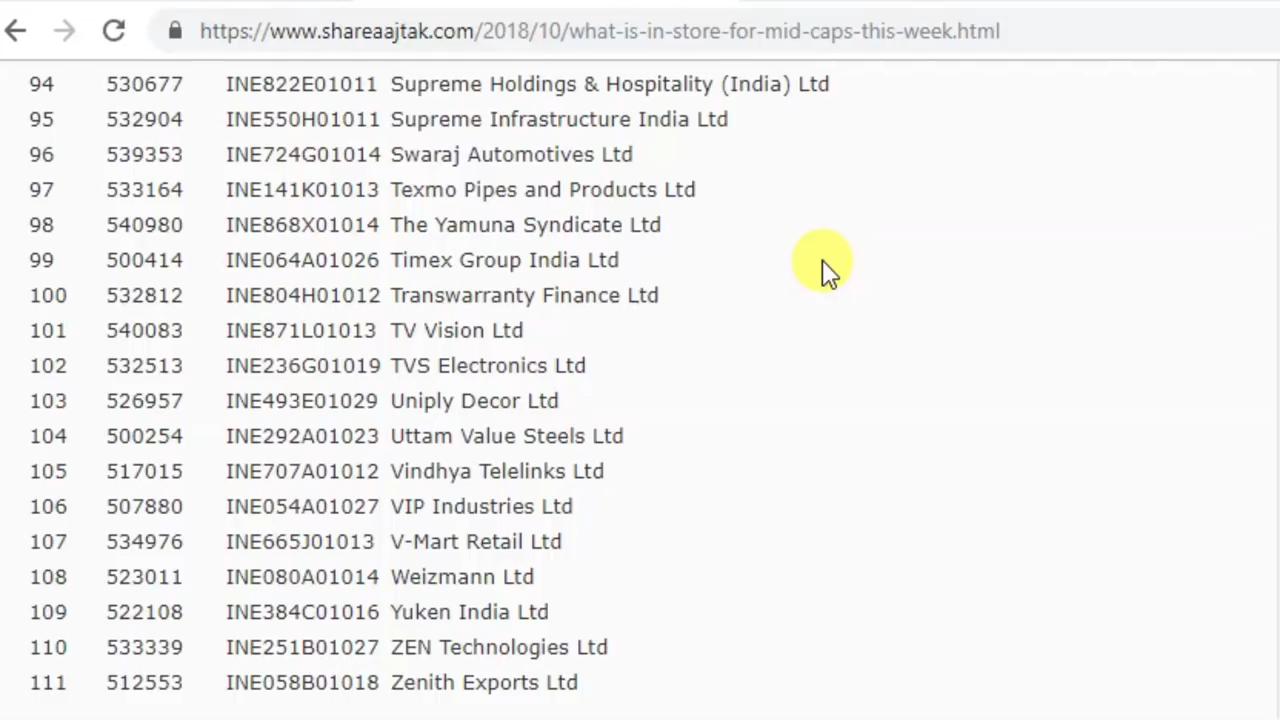 https://www.shareaajtak.com/2018/10/what-is-in-store-for-mid-caps-this-week.html
94 530677 INE822E01011 Supreme Holdings & Hospitality (India) Ltd
95 532904 INE550H01011 Supreme Infrastructure India Ltd
96 539353 INE724G01014 Swaraj Automotives Ltd
97 533164 INE141K01013 Texmo Pipes and Products Ltd
98 540980 INE868X01014 The Yamuna Syndicate Ltd
99 500414 INE064A01026 Timex Group India Ltd
100 532812 INE804H01012 Transwarranty Finance Ltd
101 540083 INE871L01013 TV Vision Ltd
102 532513 INE236G01019 TVS Electronics Ltd
103 526957 INE493E01029 Uniply Decor Ltd
104 500254 INE292A01023 Uttam Value Steels Ltd
105 517015 INE707A01012 Vindhya Telelinks Ltd
106 507880 INE054A01027 VIP Industries Ltd
107 534976 INE665J01013 V-Mart Retail Ltd
108 523011 INE080A01014 Weizmann Ltd
109 522108 INE384C01016 Yuken India Ltd
110 533339 INE251B01027 ZEN Technologies Ltd
111 512553 INE058B01018 Zenith Exports Ltd